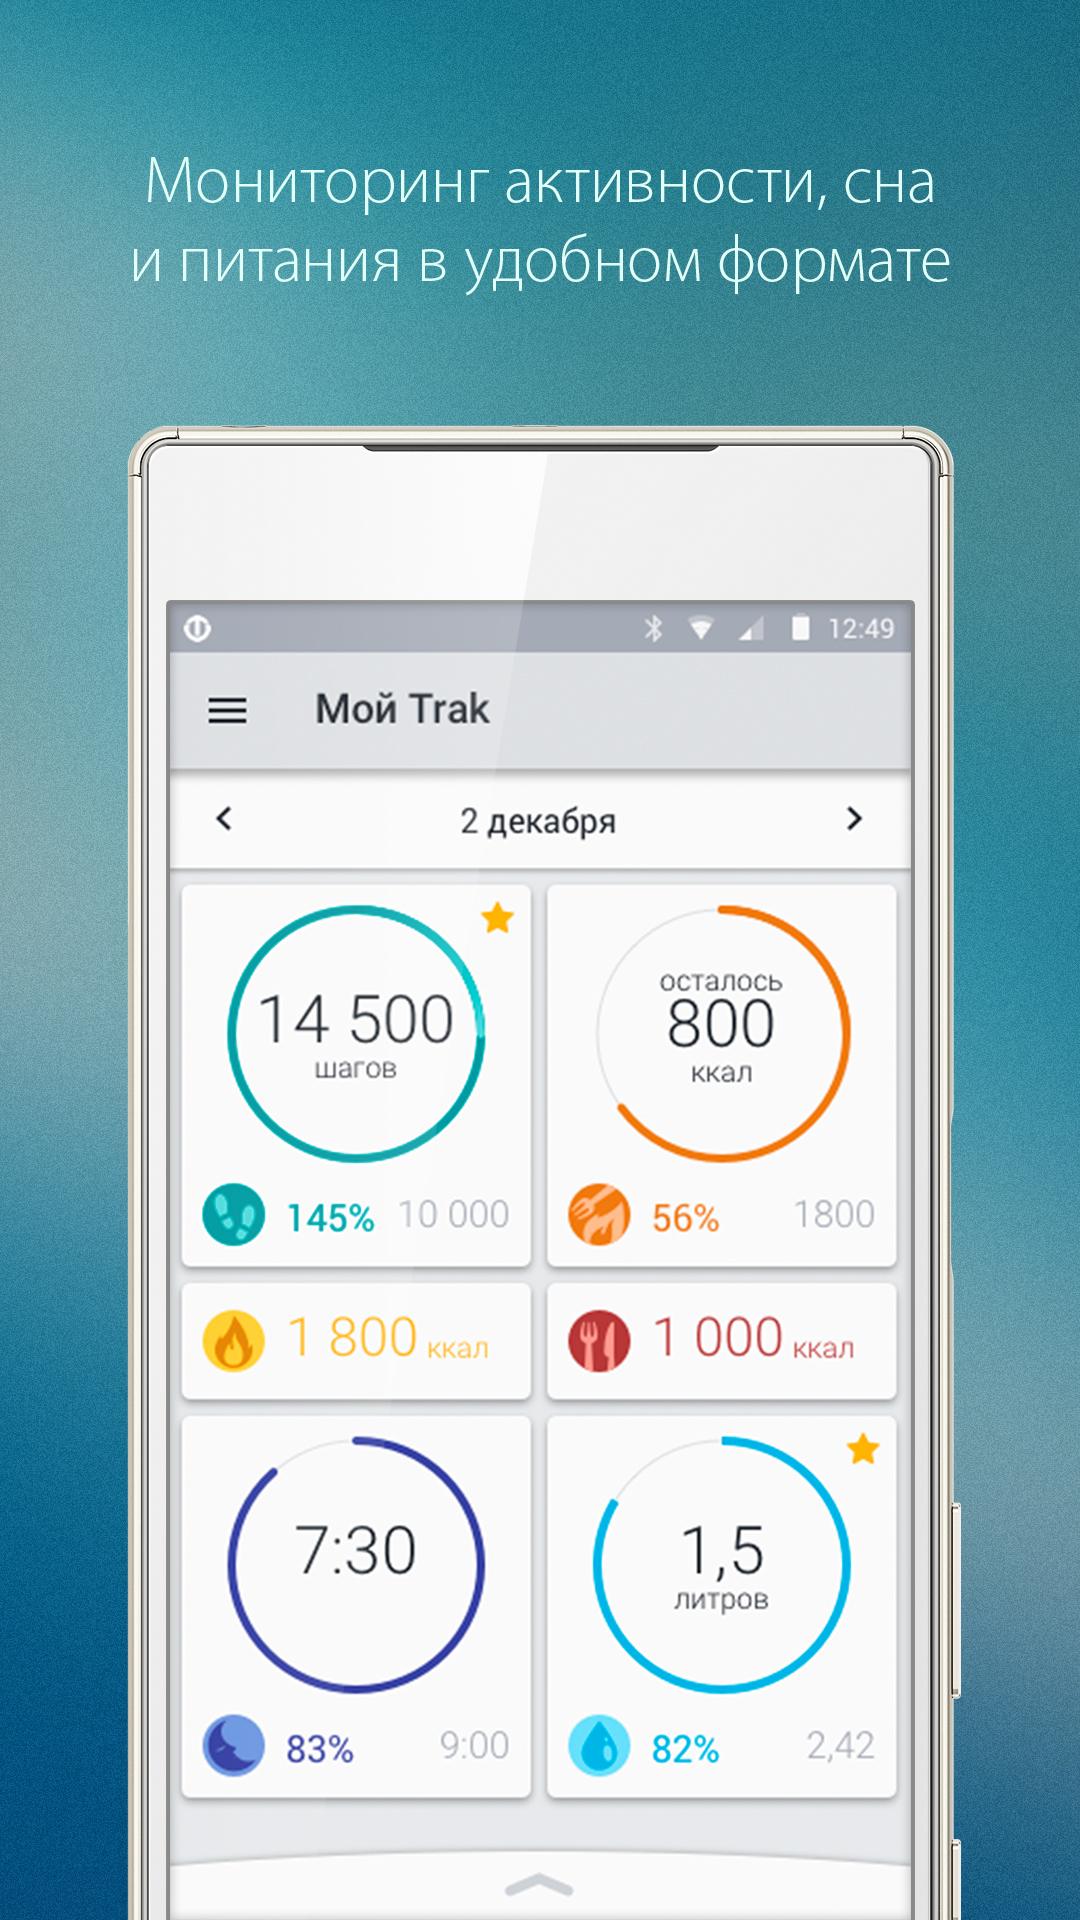 Мониторинг активности, сна
и питания в удобном формате
12:49
Мой Trak
2 декабря
14 500
шагов
145% 10 000
осталось
800
ккал
56% 1800
1 800 ккал
1 000 ккал
7:30
83% 9:00
1,5
литров
82% 2,42